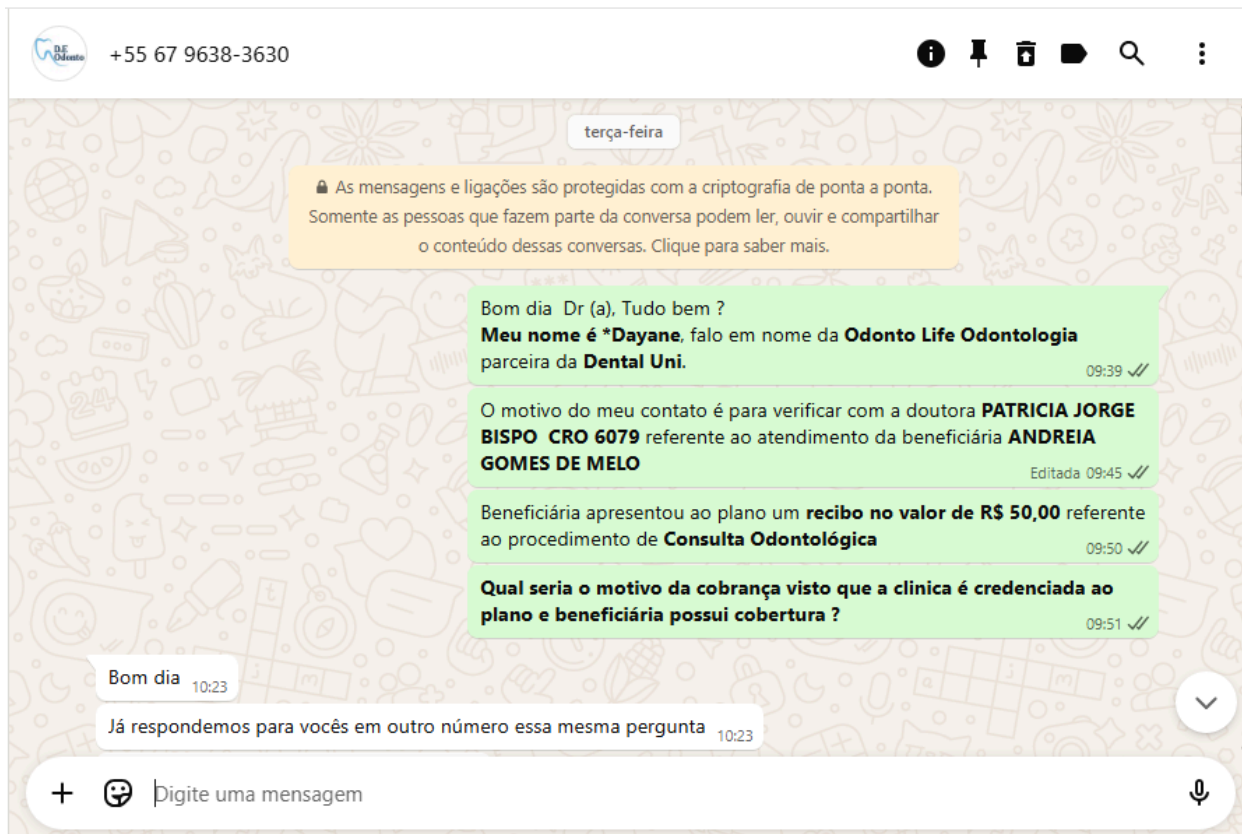 D.F
Odonto
+55 67 9638-3630
terça-feira
As mensagens e ligações são protegidas com a criptografia de ponta a ponta.
Somente as pessoas que fazem parte da conversa podem ler, ouvir e compartilhar
o conteúdo dessas conversas. Clique para saber mais.
Bom dia  Dr (a), Tudo bem ?
Meu nome é *Dayane, falo em nome da Odonto Life Odontologia
parceira da Dental Uni.
09:39
O motivo do meu contato é para verificar com a doutora PATRICIA JORGE
BISPO  CRO 6079 referente ao atendimento da beneficiária ANDREIA
GOMES DE MELO
Editada 09:45
Beneficiária apresentou ao plano um recibo no valor de R$ 50,00 referente
ao procedimento de Consulta Odontológica
09:50
Qual seria o motivo da cobrança visto que a clinica é credenciada ao
plano e beneficiária possui cobertura ?
09:51
Bom dia 10:23
Já respondemos para vocês em outro número essa mesma pergunta 10:23
Digite uma mensagem